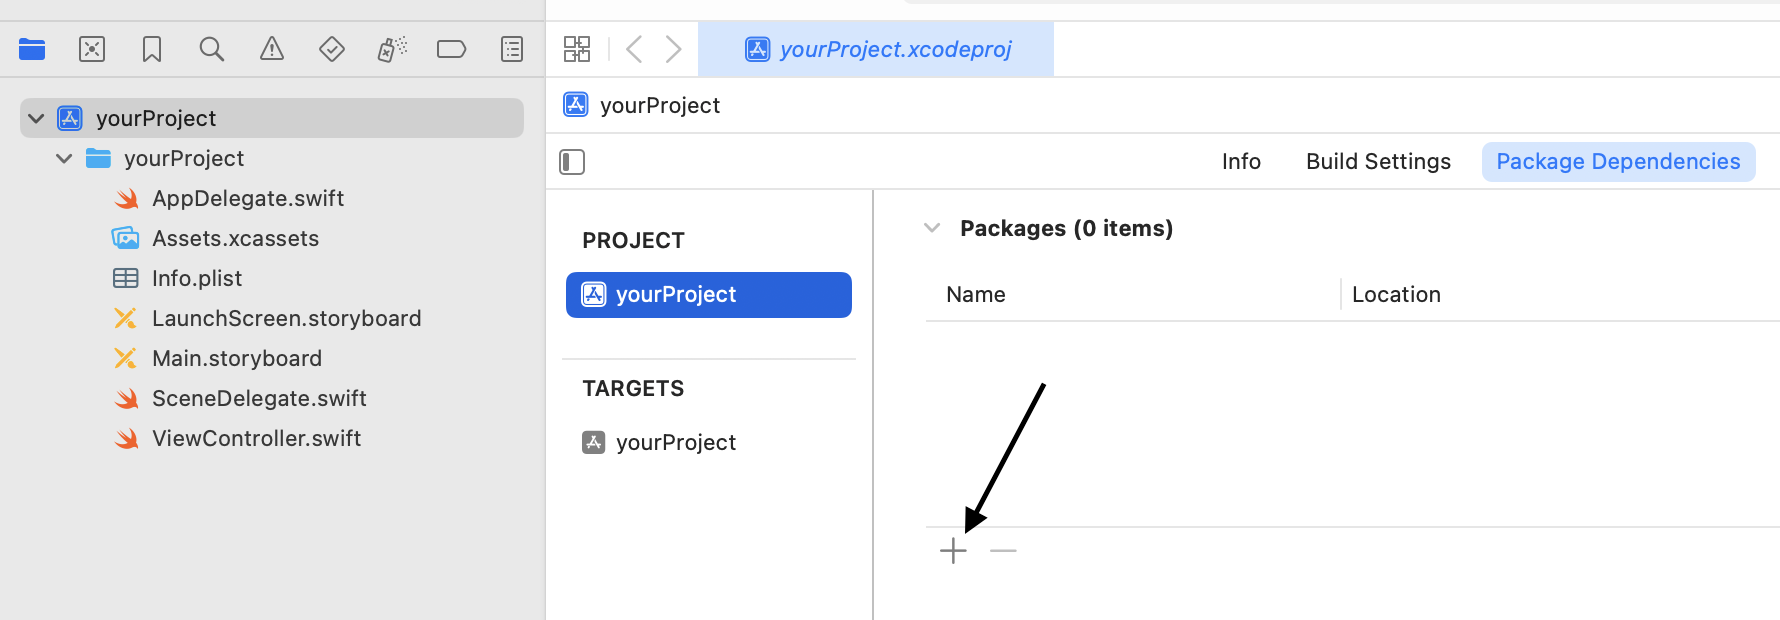 yourProject
yourProject
AppDelegate.swift
Assets.xcassets
Info.plist
LaunchScreen.storyboard
Main.storyboard
SceneDelegate.swift
ViewController.swift
yourProject.xcodeproj
yourProject
Info Build Settings Package Dependencies
PROJECT
yourProject
TARGETS
yourProject
Packages (0 items)
Name Location